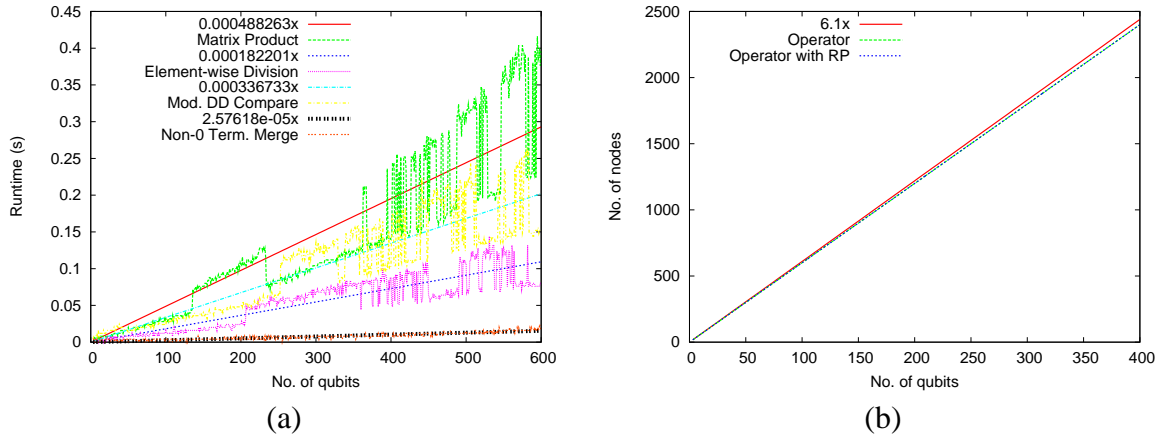 0.45
0.4
0.35
0.3
0.25
0.2
0.15
0.1
0.05
0
Runtime (s)
0.000488263x
Matrix Product
0.000182201x
Element-wise Division
0.000336733x
Mod. DD Compare
2.57618e-05x
Non-0 Term. Merge
0 100 200 300 400 500 600
No. of qubits
(a)
2500
2000
1500
1000
500
0
No. of nodes
6.1x
Operator
Operator with RP
0 50 100 150 200 250 300 350 400
No. of qubits
(b)